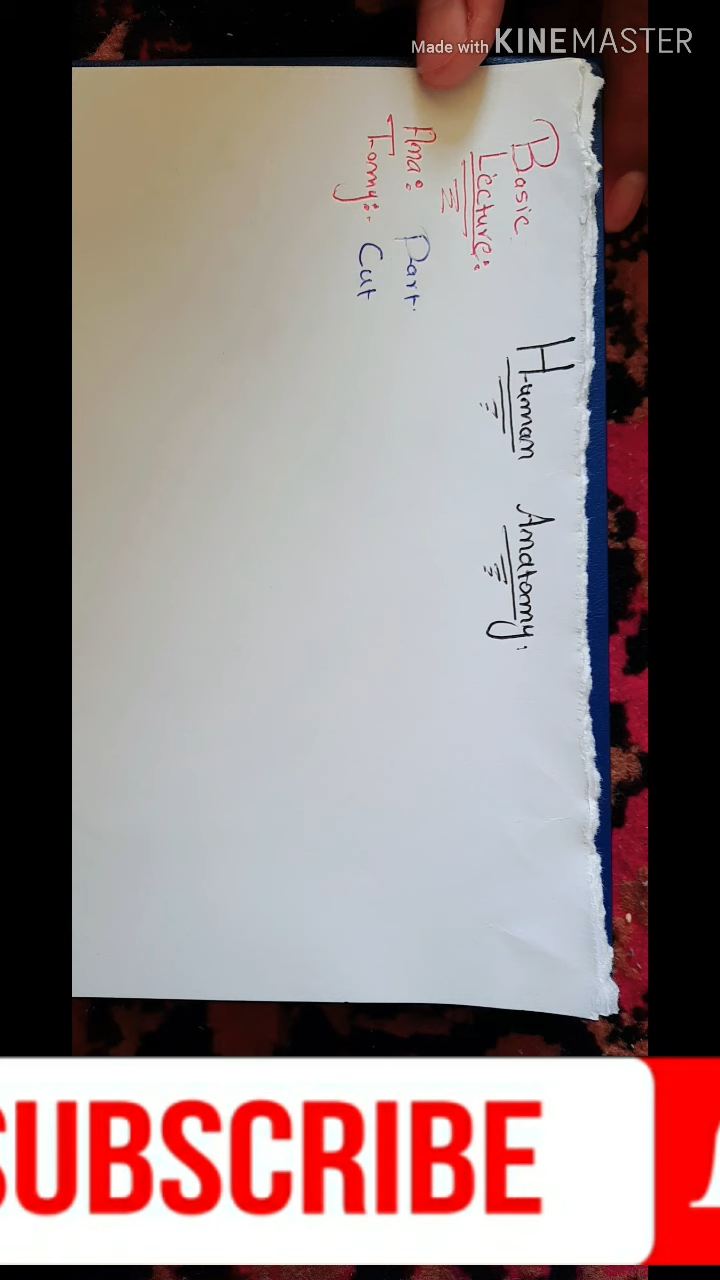 Made with KINEMASTER
Basic
Lecture:
Human Anatomy:
Ana: Part.
Tomy:- Cut
SUBSCRIBE